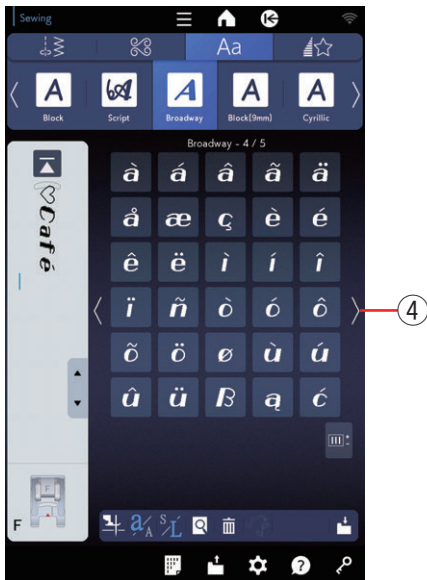 Sewing
Aa
A A A A A
Block Script Broadway Block(9mm) Cyrillic
Broadway - 4 / 5
♡Café
à á â ã ä
å æ ç è é
ê ë ì í î
ï ñ ò ó ô
õ ö ø ù ú
û ü ß ą ć
④
F
F
a/A S/Ĺ
?